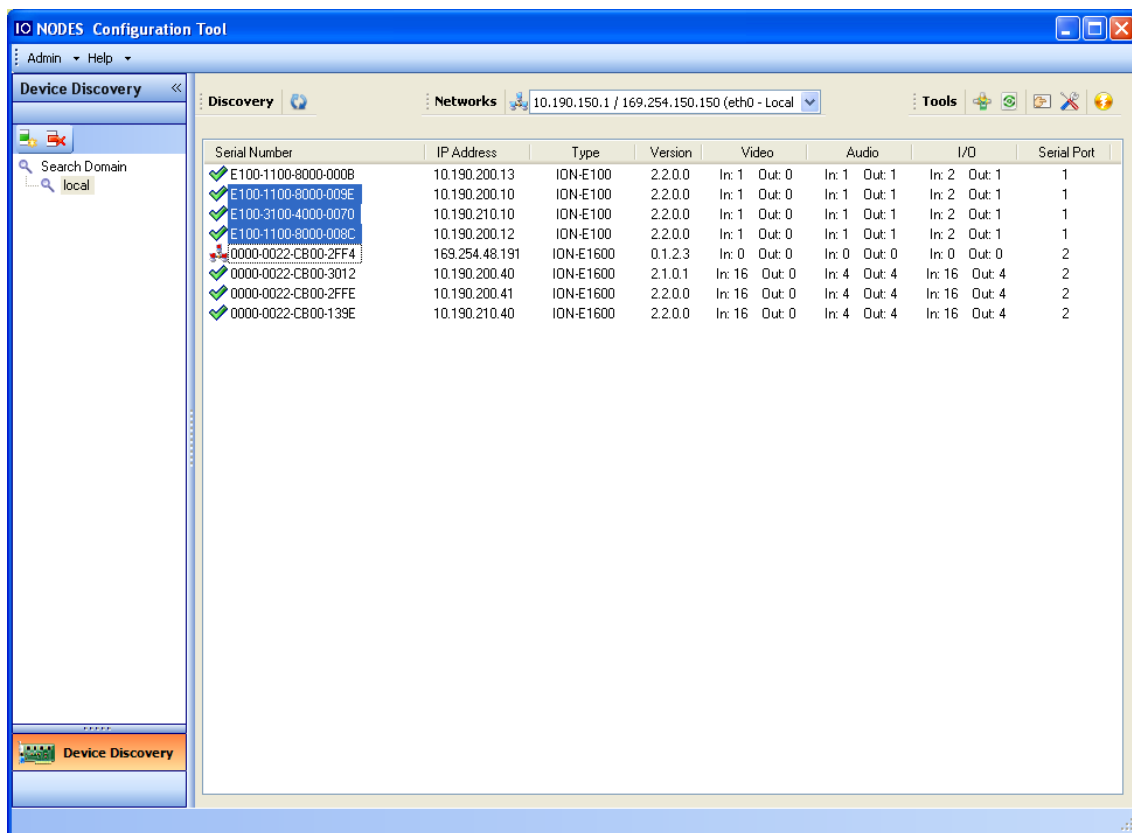 IO NODES Configuration Tool
Admin Help
Device Discovery «
Discovery Networks 10.190.150.1 / 169.254.150.150 (eth0 - Local Tools
Serial Number IP Address Type Version Video Audio I/O Serial Port
Search Domain
local
E100-1100-8000-000B 10.190.200.13 ION-E100 2.2.0.0 In: 1 Out: 0 In: 1 Out: 1 In: 2 Out: 1 1
E100-1100-8000-009E 10.190.200.10 ION-E100 2.2.0.0 In: 1 Out: 0 In: 1 Out: 1 In: 2 Out: 1 1
E100-3100-4000-0070 10.190.210.10 ION-E100 2.2.0.0 In: 1 Out: 0 In: 1 Out: 1 In: 2 Out: 1 1
E100-1100-8000-008C 10.190.200.12 ION-E100 2.2.0.0 In: 1 Out: 0 In: 1 Out: 1 In: 2 Out: 1 1
0000-0022-CB00-2FF4 169.254.48.191 ION-E1600 0.1.2.3 In: 0 Out: 0 In: 0 Out: 0 In: 0 Out: 0 2
0000-0022-CB00-3012 10.190.200.40 ION-E1600 2.1.0.1 In: 16 Out: 0 In: 4 Out: 4 In: 16 Out: 4 2
0000-0022-CB00-2FFE 10.190.200.41 ION-E1600 2.2.0.0 In: 16 Out: 0 In: 4 Out: 4 In: 16 Out: 4 2
0000-0022-CB00-139E 10.190.210.40 ION-E1600 2.2.0.0 In: 16 Out: 0 In: 4 Out: 4 In: 16 Out: 4 2
Device Discovery